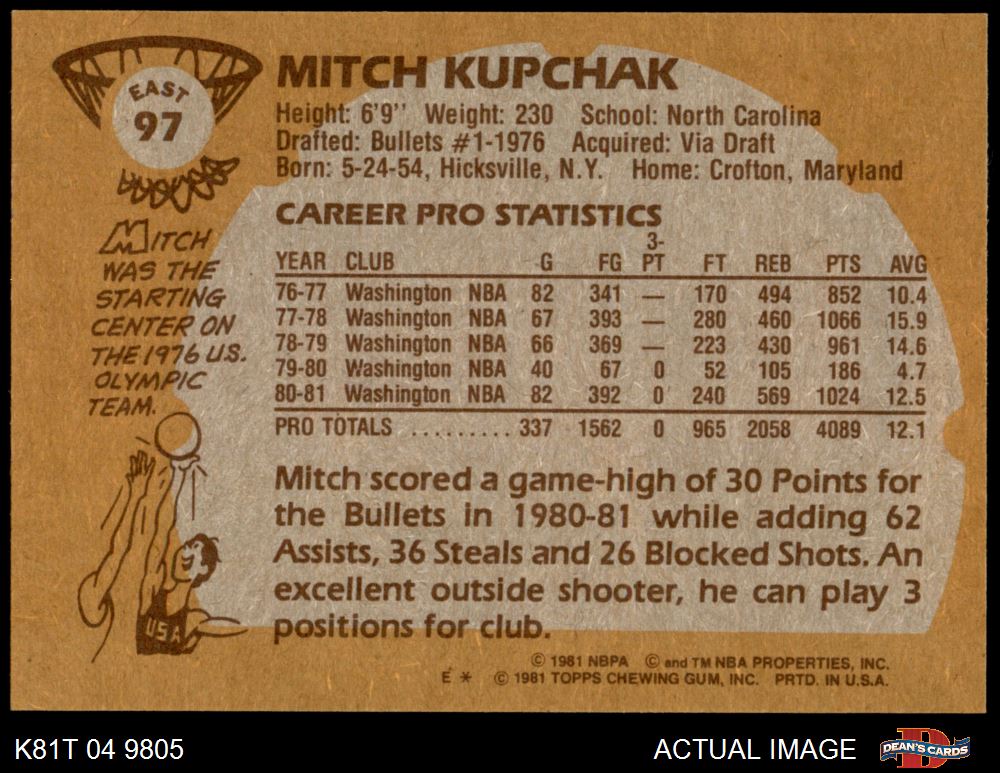 EAST
97
MITCH KUPCHAK
Height: 6'9'' Weight: 230 School: North Carolina
Drafted: Bullets #1-1976 Acquired: Via Draft
Born: 5-24-54, Hicksville, N.Y. Home: Crofton, Maryland
MITCH
WAS THE
STARTING
CENTER ON
THE 1976 U.S.
OLYMPIC
TEAM.
USA
CAREER PRO STATISTICS
YEAR CLUB G FG 3-PT FT REB PTS AVG
76-77 Washington NBA 82 341 — 170 494 852 10.4
77-78 Washington NBA 67 393 — 280 460 1066 15.9
78-79 Washington NBA 66 369 — 223 430 961 14.6
79-80 Washington NBA 40 67 0 52 105 186 4.7
80-81 Washington NBA 82 392 0 240 569 1024 12.5
PRO TOTALS ......... 337 1562 0 965 2058 4089 12.1
Mitch scored a game-high of 30 Points for
the Bullets in 1980-81 while adding 62
Assists, 36 Steals and 26 Blocked Shots. An
excellent outside shooter, he can play 3
positions for club.
© 1981 NBPA © and TM NBA PROPERTIES, INC.
E * © 1981 TOPPS CHEWING GUM, INC. PRTD. IN U.S.A.
K81T 04 9805 ACTUAL IMAGE DEAN'S CARDS